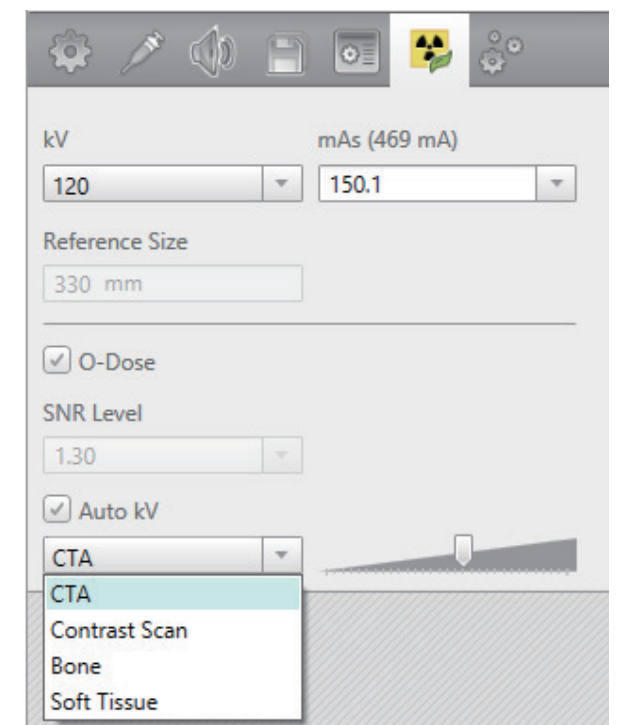 kV mAs (469 mA)
120 150.1
Reference Size
330 mm
O-Dose
SNR Level
1.30
Auto kV
CTA
CTA
Contrast Scan
Bone
Soft Tissue